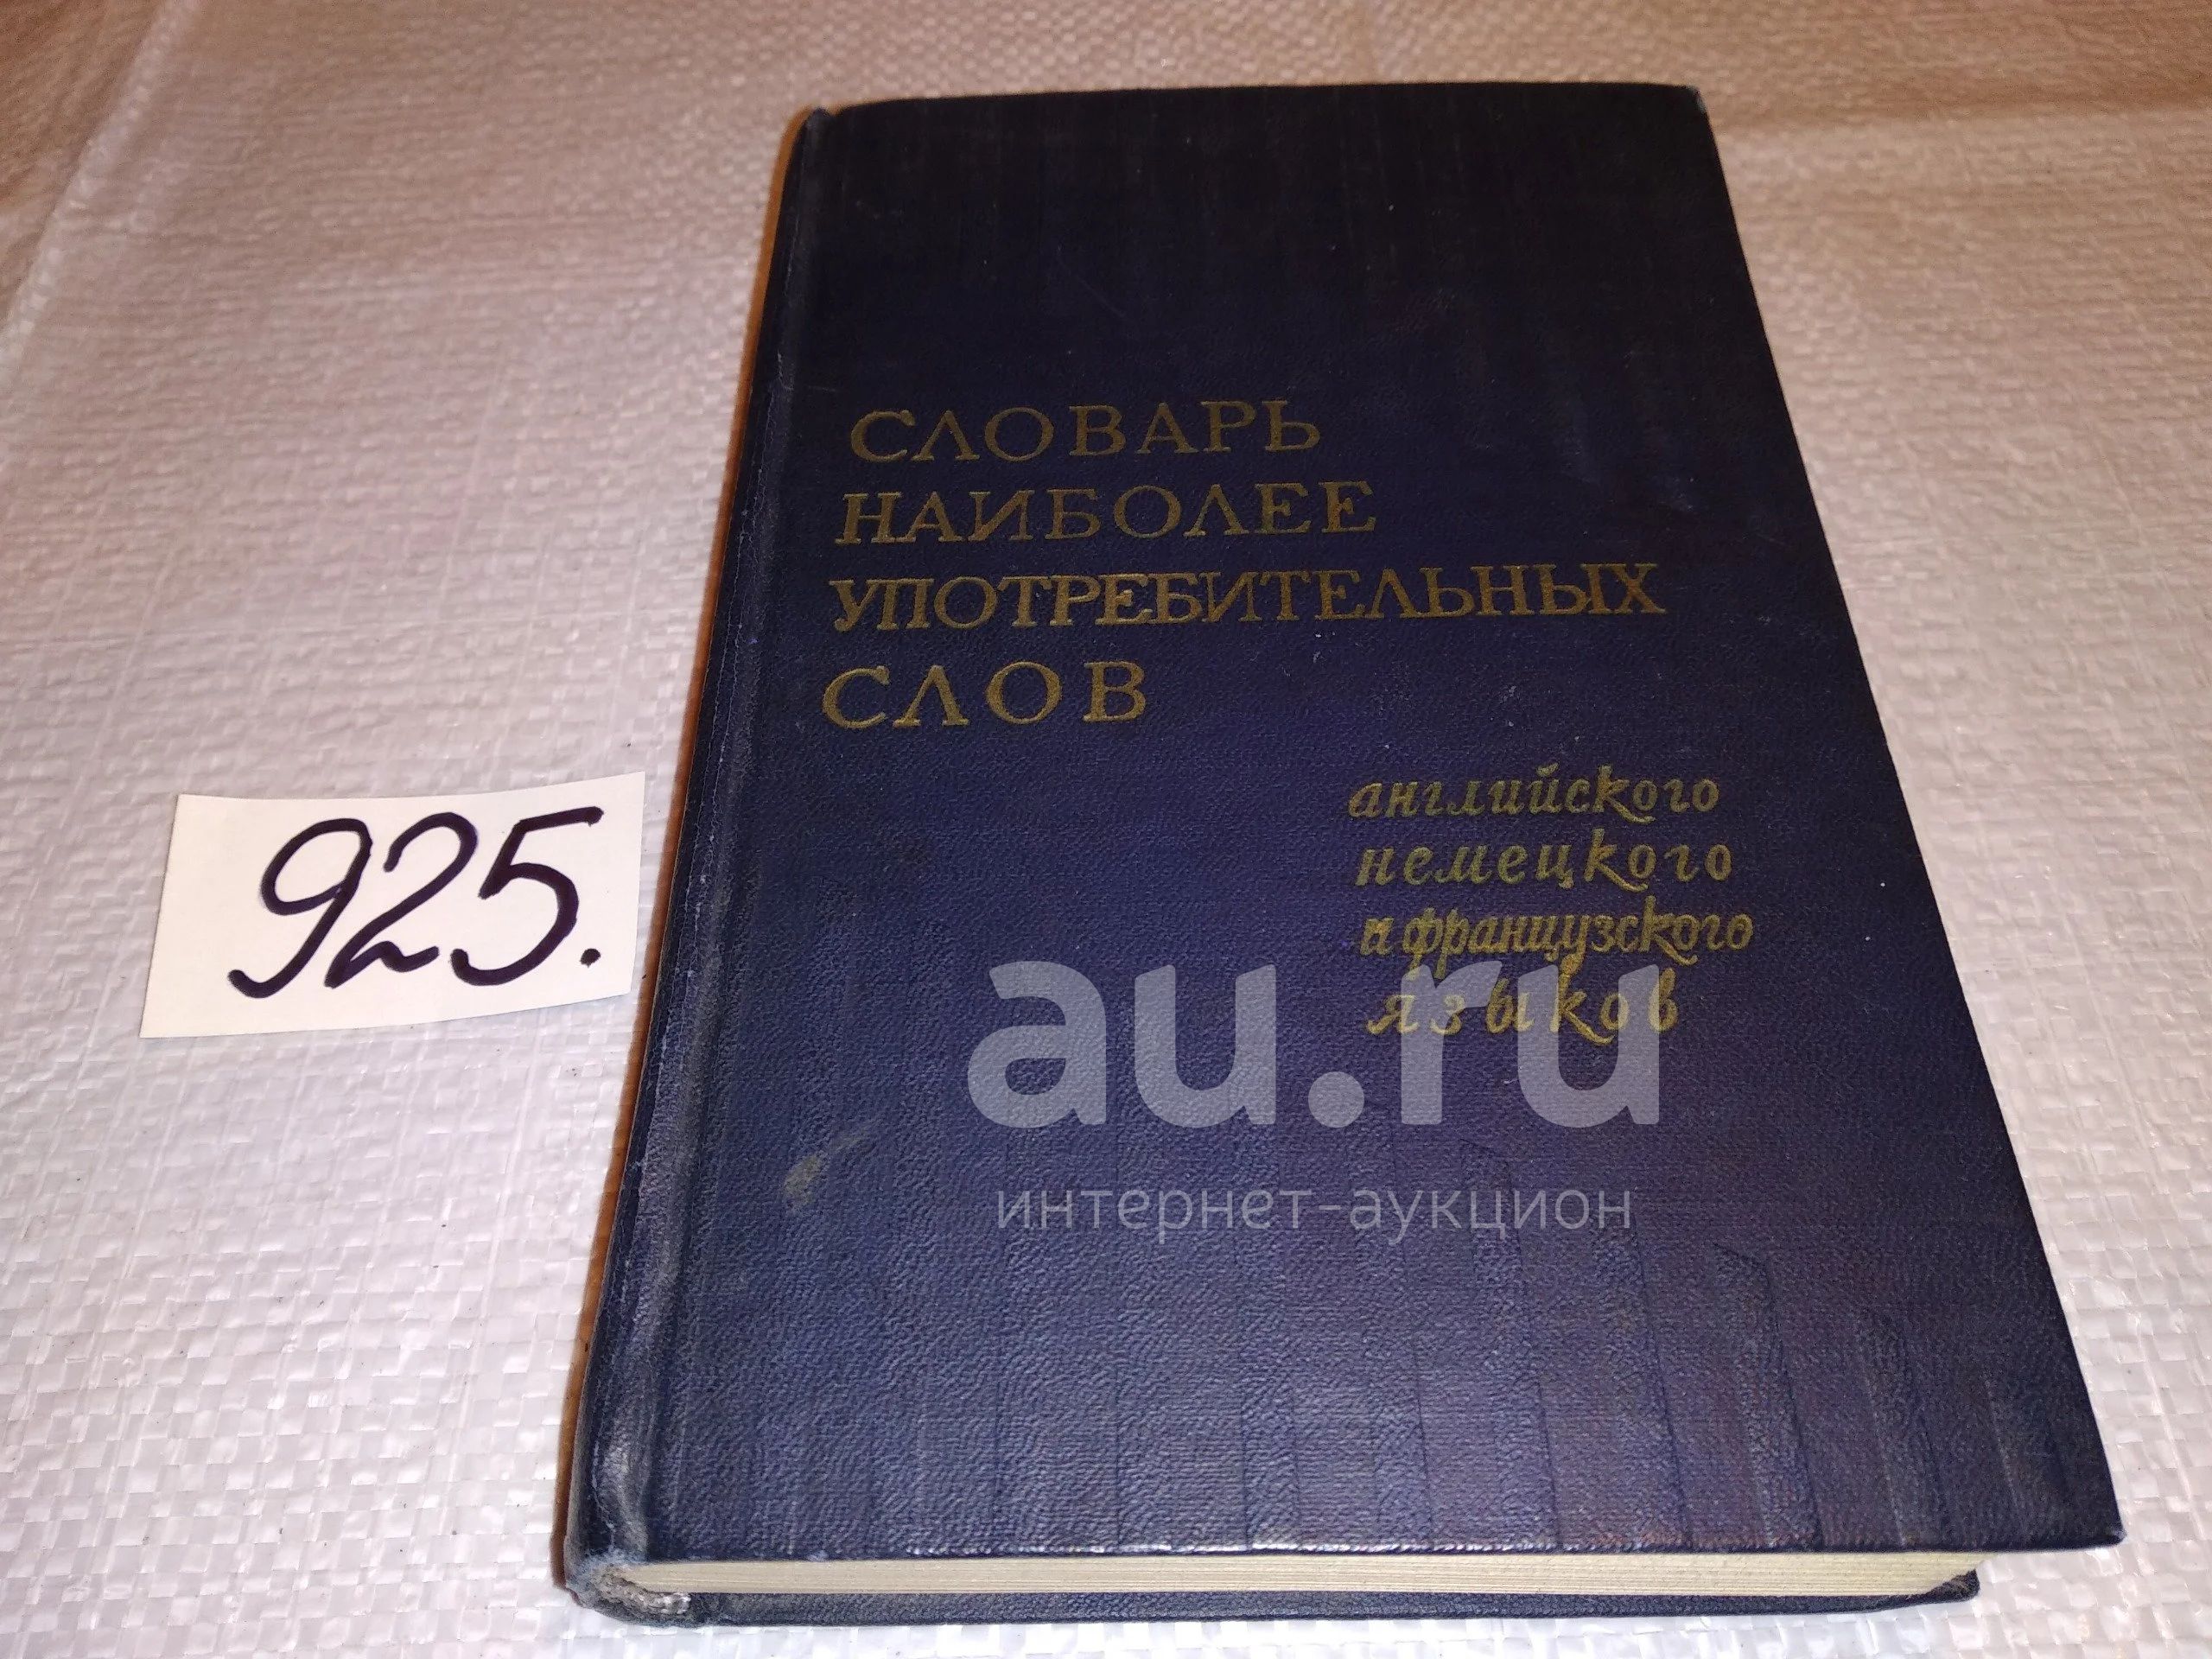 СЛОВАРЬ
НАИБОЛЕЕ
УПОТРЕБИТЕЛЬНЫХ
СЛОВ
английского
немецкого
и французского
языков
925.
au.ru
интернет-аукцион